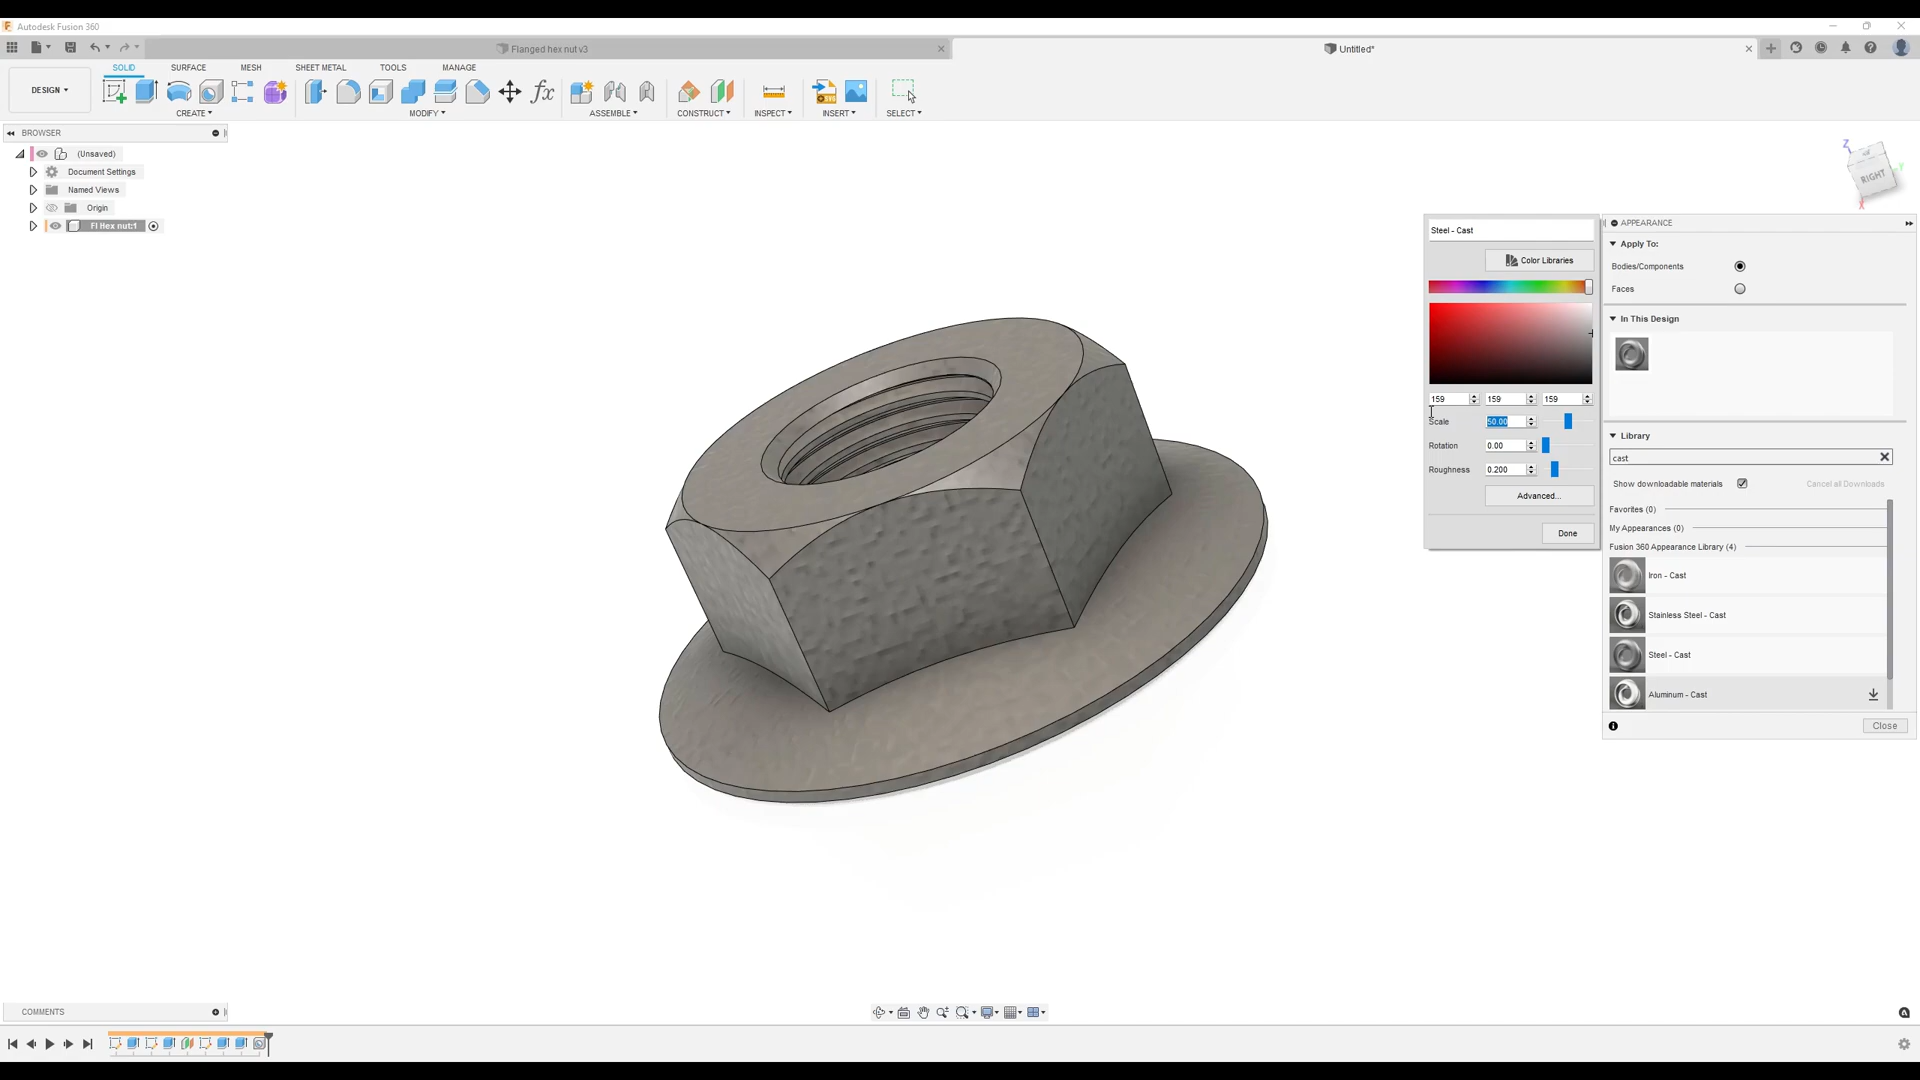 Autodesk Fusion 360
Flanged hex nut v3
Untitled*
DESIGN
SOLID SURFACE MESH SHEET METAL TOOLS MANAGE
fx
CREATE MODIFY ASSEMBLE CONSTRUCT INSPECT INSERT SELECT
BROWSER
(Unsaved)
Document Settings
Named Views
Origin
Fl Hex nut:1
Z
RIGHT
X
Steel - Cast
Color Libraries
159 159 159
Scale 50.00
Rotation 0.00
Roughness 0.200
Advanced...
Done
APPEARANCE
Apply To:
Bodies/Components
Faces
In This Design
Library
cast
Show downloadable materials Cancel all Downloads
Favorites (0)
My Appearances (0)
Fusion 360 Appearance Library (4)
Iron - Cast
Stainless Steel - Cast
Steel - Cast
Aluminum - Cast
Close
COMMENTS